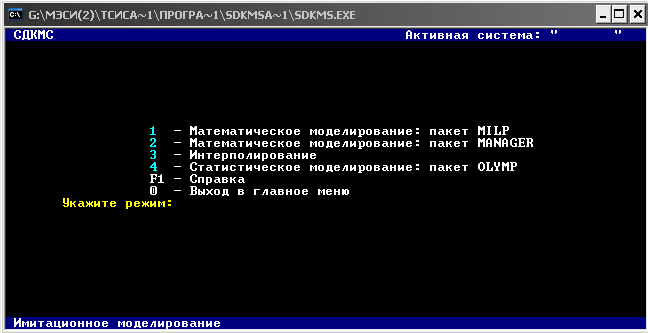 G:\МЭСИ(2)\ТСИСА~1\ПРОГРА~1\SDKMSA~1\SDKMS.EXE
СДКМС Активная система: " "
1 - Математическое моделирование: пакет MILP
2 - Математическое моделирование: пакет MANAGER
3 - Интерполирование
4 - Статистическое моделирование: пакет OLYMP
F1 - Справка
0 - Выход в главное меню
Укажите режим:
Имитационное моделирование